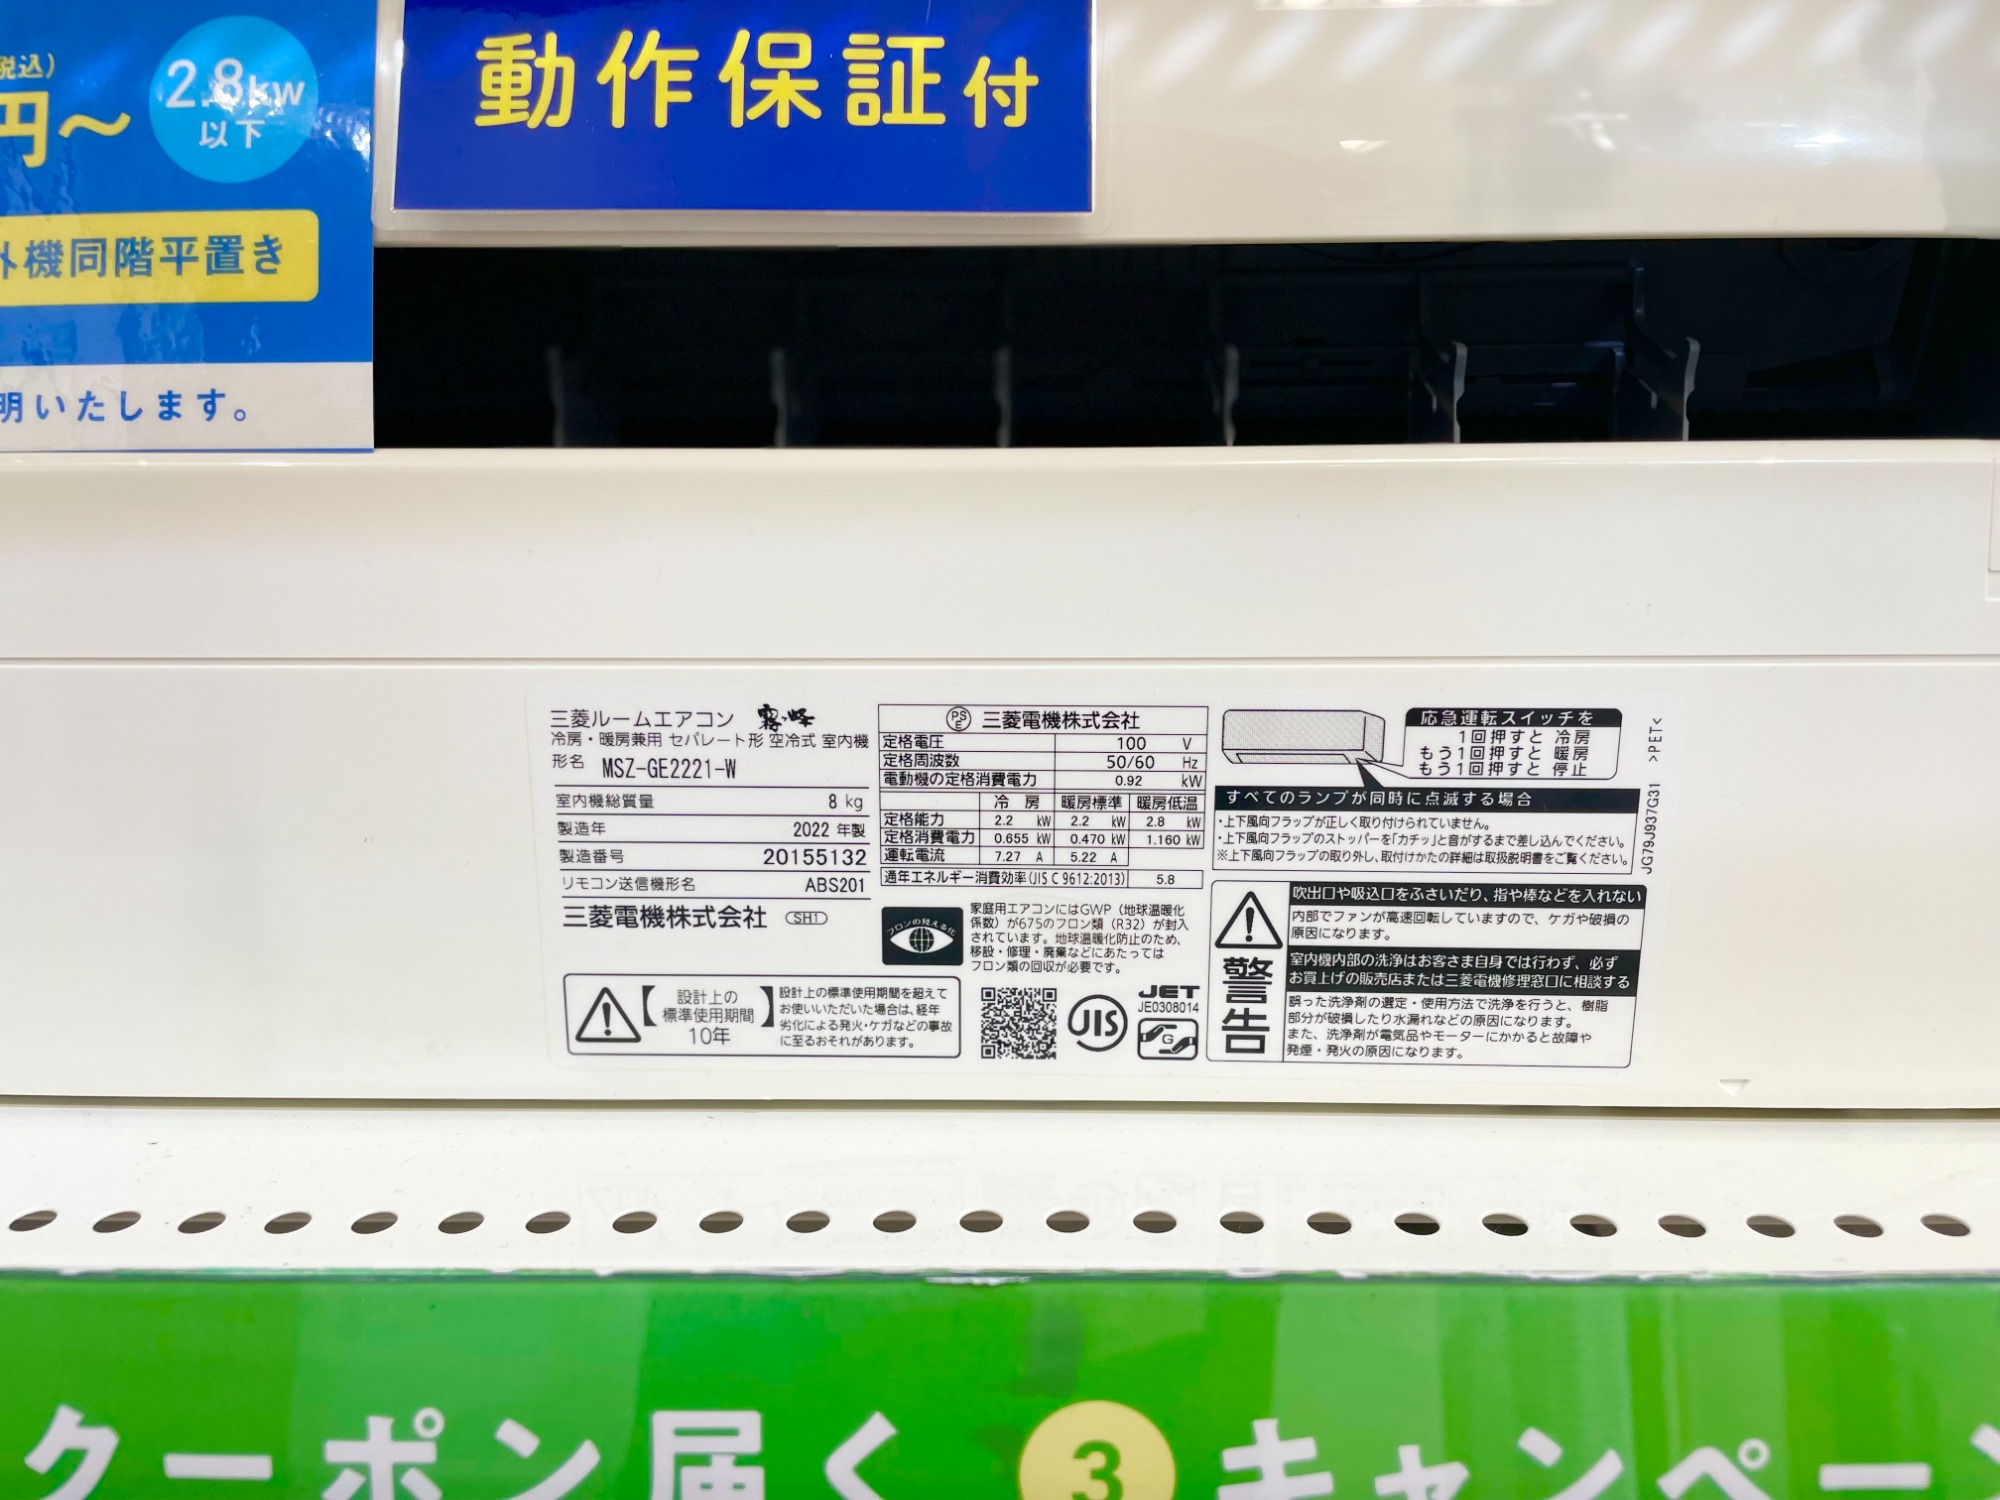 税込)
円～
2.8kw
以下
外機同階平置き
明いたします。
動作保証付
三菱ルームエアコン 霧ヶ峰
冷房・暖房兼用 セパレート形 空冷式 室内機
形名 MSZ-GE2221-W
室内機総質量 8 kg
製造年 2022 年製
製造番号 20155132
リモコン送信機形名 ABS201
三菱電機株式会社 SH1
PSE 三菱電機株式会社
定格電圧 100 V
定格周波数 50/60 Hz
電動機の定格消費電力 0.92 kW
冷 房 暖房標準 暖房低温
定格能力 2.2 kW 2.2 kW 2.8 kW
定格消費電力 0.655 kW 0.470 kW 1.160 kW
運転電流 7.27 A 5.22 A
通年エネルギー消費効率(JIS C 9612:2013) 5.8
フロンの見える化
家庭用エアコンにはGWP（地球温暖化
係数）が675のフロン類（R32）が封入
されています。地球温暖化防止のため、
移設・修理・廃棄などにあたっては
フロン類の回収が必要です。
【設計上の
標準使用期間】
10年
設計上の標準使用期間を超えて
お使いいただいた場合は、経年
劣化による発火・ケガなどの事故
に至るおそれがあります。
JIS
JET
JE0308014
G
応急運転スイッチを
1回押すと 冷房
もう1回押すと 暖房
もう1回押すと 停止
すべてのランプが同時に点滅する場合
・上下風向フラップが正しく取り付けられていません。
・上下風向フラップのストッパーを「カチッ」と音がするまで差し込んでください。
※上下風向フラップの取り外し、取付けかたの詳細は取扱説明書をご覧ください。
JG79J937G31 >PET<
警告
吹出口や吸込口をふさいだり、指や棒などを入れない
内部でファンが高速回転していますので、ケガや破損の
原因になります。
室内機内部の洗浄はお客さま自身では行わず、必ず
お買上げの販売店または三菱電機修理窓口に相談する
誤った洗浄剤の選定・使用方法で洗浄を行うと、樹脂
部分が破損したり水漏れなどの原因になります。
また、洗浄剤が電気品やモーターにかかると故障や
発煙・発火の原因になります。
クーポン届く 3 キャンペーン